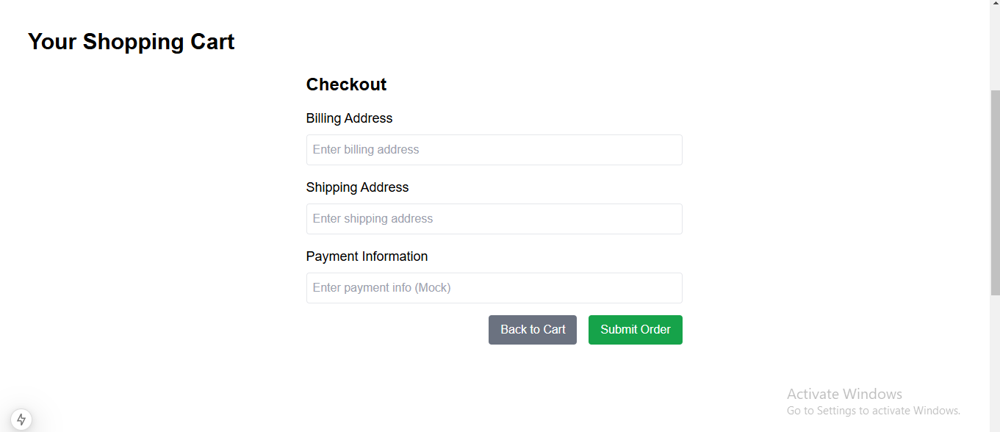 Your Shopping Cart
Checkout
Billing Address
Enter billing address
Shipping Address
Enter shipping address
Payment Information
Enter payment info (Mock)
Back to Cart
Submit Order
Activate Windows
Go to Settings to activate Windows.